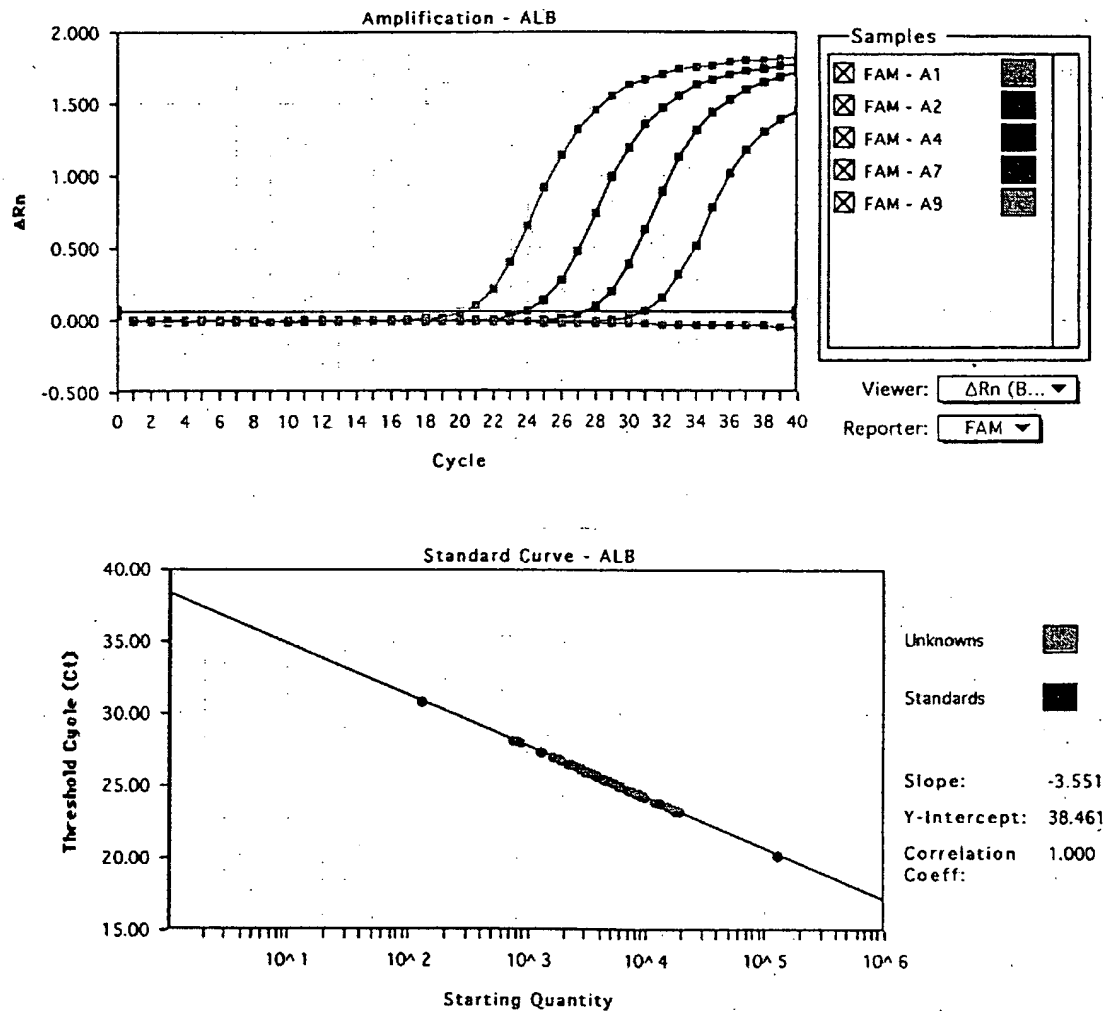 Amplification - ALB
2.000
1.500
1.000
0.500
0.000
-0.500
ΔRn
0 2 4 6 8 10 12 14 16 18 20 22 24 26 28 30 32 34 36 38 40
Cycle
Samples
FAM - A1
FAM - A2
FAM - A4
FAM - A7
FAM - A9
Viewer: ΔRn (B... ▼
Reporter: FAM ▼
Standard Curve - ALB
40.00
35.00
30.00
25.00
20.00
15.00
Threshold Cycle (Ct)
10^1 10^2 10^3 10^4 10^5 10^6
Starting Quantity
Unknowns
Standards
Slope: -3.551
Y-Intercept: 38.461
Correlation 1.000
Coeff: